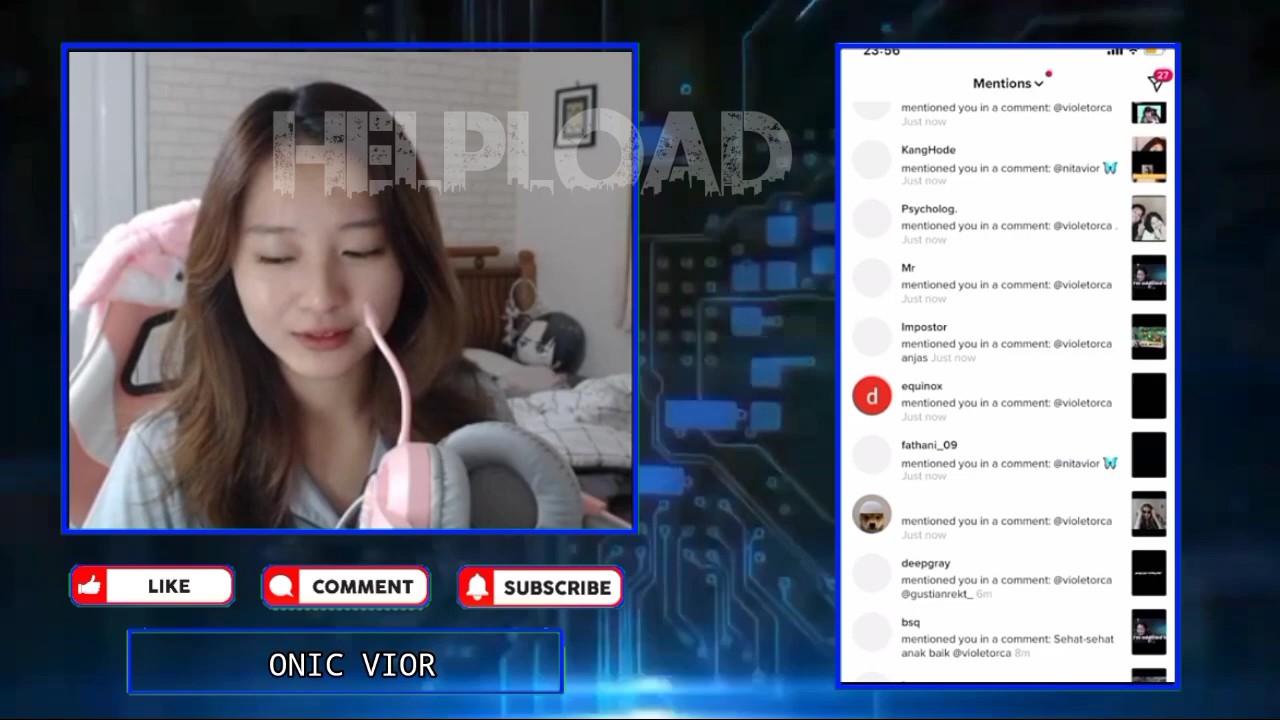 HELPLOAD
LIKE
COMMENT
SUBSCRIBE
ONIC VIOR
23:56
Mentions
27
mentioned you in a comment: @violetorca
Just now
KangHode
mentioned you in a comment: @nitavior
Just now
Psycholog.
mentioned you in a comment: @violetorca .
Just now
Mr
mentioned you in a comment: @violetorca
Just now
Impostor
mentioned you in a comment: @violetorca
anjas Just now
d
equinox
mentioned you in a comment: @violetorca
Just now
fathani_09
mentioned you in a comment: @nitavior
Just now
mentioned you in a comment: @violetorca
Just now
deepgray
mentioned you in a comment: @violetorca
@gustianrekt_ 6m
bsq
mentioned you in a comment: Sehat-sehat
anak baik @violetorca 8m